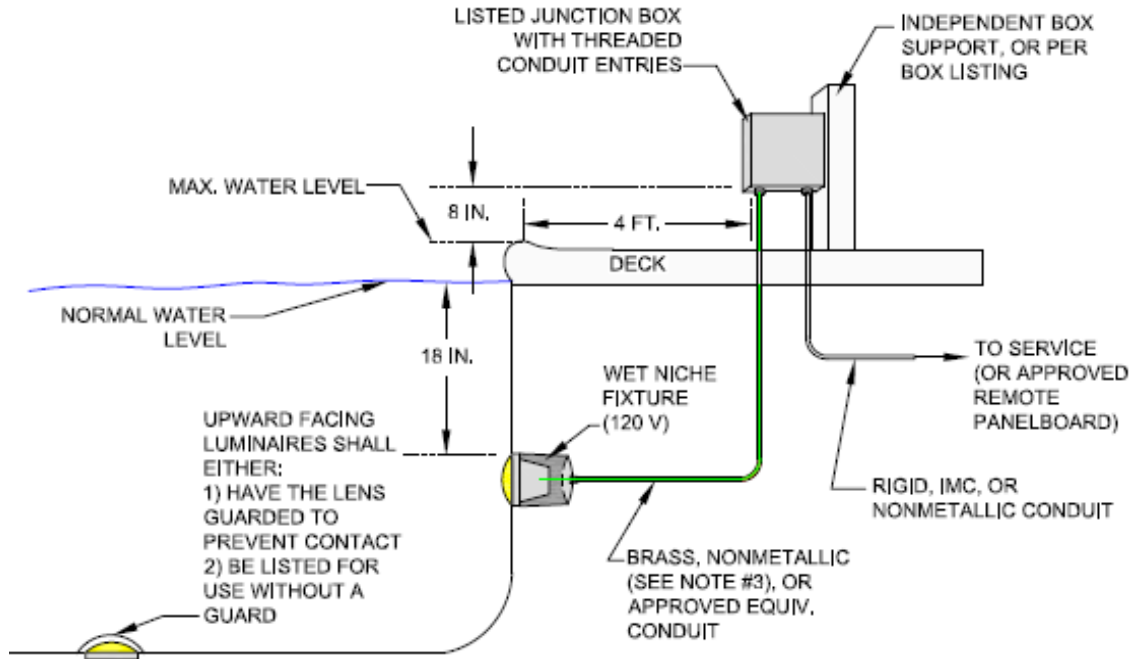 LISTED JUNCTION BOX
WITH THREADED
CONDUIT ENTRIES
INDEPENDENT BOX
SUPPORT, OR PER
BOX LISTING
MAX. WATER LEVEL
8 IN.
4 FT.
DECK
NORMAL WATER
LEVEL
18 IN.
WET NICHE
FIXTURE
(120 V)
TO SERVICE
(OR APPROVED
REMOTE
PANELBOARD)
UPWARD FACING
LUMINAIRES SHALL
EITHER:
1) HAVE THE LENS
GUARDED TO
PREVENT CONTACT
2) BE LISTED FOR
USE WITHOUT A
GUARD
RIGID, IMC, OR
NONMETALLIC CONDUIT
BRASS, NONMETALLIC
(SEE NOTE #3), OR
APPROVED EQUIV.
CONDUIT